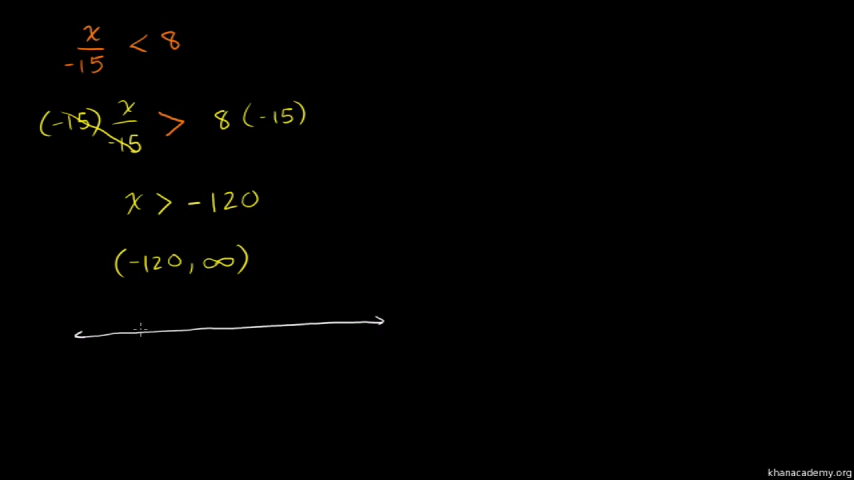 x/-15 < 8
(-15) x/-15 > 8 (-15)
x > -120
(-120, ∞)
khanacademy.org